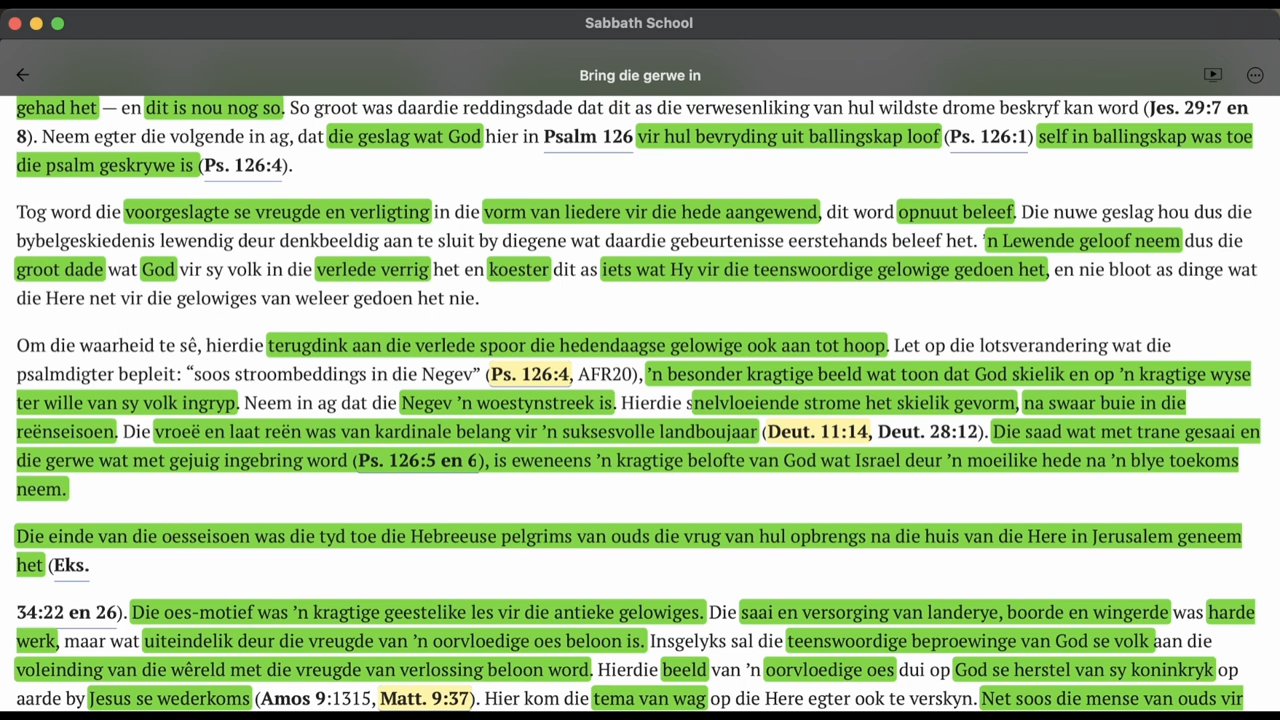 Sabbath School
Bring die gerwe in
gehad het — en dit is nou nog so. So groot was daardie reddingsdade dat dit as die verwesenliking van hul wildste drome beskryf kan word (Jes. 29:7 en
8). Neem egter die volgende in ag, dat die geslag wat God hier in Psalm 126 vir hul bevryding uit ballingskap loof (Ps. 126:1) self in ballingskap was toe
die psalm geskrywe is (Ps. 126:4).
Tog word die voorgeslagte se vreugde en verligting in die vorm van liedere vir die hede aangewend, dit word opnuut beleef. Die nuwe geslag hou dus die
bybelgeskiedenis lewendig deur denkbeeldig aan te sluit by diegene wat daardie gebeurtenisse eerstehands beleef het. ’n Lewende geloof neem dus die
groot dade wat God vir sy volk in die verlede verrig het en koester dit as iets wat Hy vir die teenswoordige gelowige gedoen het, en nie bloot as dinge wat
die Here net vir die gelowiges van weleer gedoen het nie.
Om die waarheid te sê, hierdie terugdink aan die verlede spoor die hedendaagse gelowige ook aan tot hoop. Let op die lotsverandering wat die
psalmdigter bepleit: “soos stroombeddings in die Negev” (Ps. 126:4, AFR20), ’n besonder kragtige beeld wat toon dat God skielik en op ’n kragtige wyse
ter wille van sy volk ingryp. Neem in ag dat die Negev ’n woestynstreek is. Hierdie snelvloeiende strome het skielik gevorm, na swaar buie in die
reënseisoen. Die vroeë en laat reën was van kardinale belang vir ’n suksesvolle landboujaar (Deut. 11:14, Deut. 28:12). Die saad wat met trane gesaai en
die gerwe wat met gejuig ingebring word (Ps. 126:5 en 6), is eweneens ’n kragtige belofte van God wat Israel deur ’n moeilike hede na ’n blye toekoms
neem.
Die einde van die oesseisoen was die tyd toe die Hebreeuse pelgrims van ouds die vrug van hul opbrengs na die huis van die Here in Jerusalem geneem
het (Eks.
34:22 en 26). Die oes-motief was ’n kragtige geestelike les vir die antieke gelowiges. Die saai en versorging van landerye, boorde en wingerde was harde
werk, maar wat uiteindelik deur die vreugde van ’n oorvloedige oes beloon is. Insgelyks sal die teenswoordige beproewinge van God se volk aan die
voleinding van die wêreld met die vreugde van verlossing beloon word. Hierdie beeld van ’n oorvloedige oes dui op God se herstel van sy koninkryk op
aarde by Jesus se wederkoms (Amos 9:1315, Matt. 9:37). Hier kom die tema van wag op die Here egter ook te verskyn. Net soos die mense van ouds vir